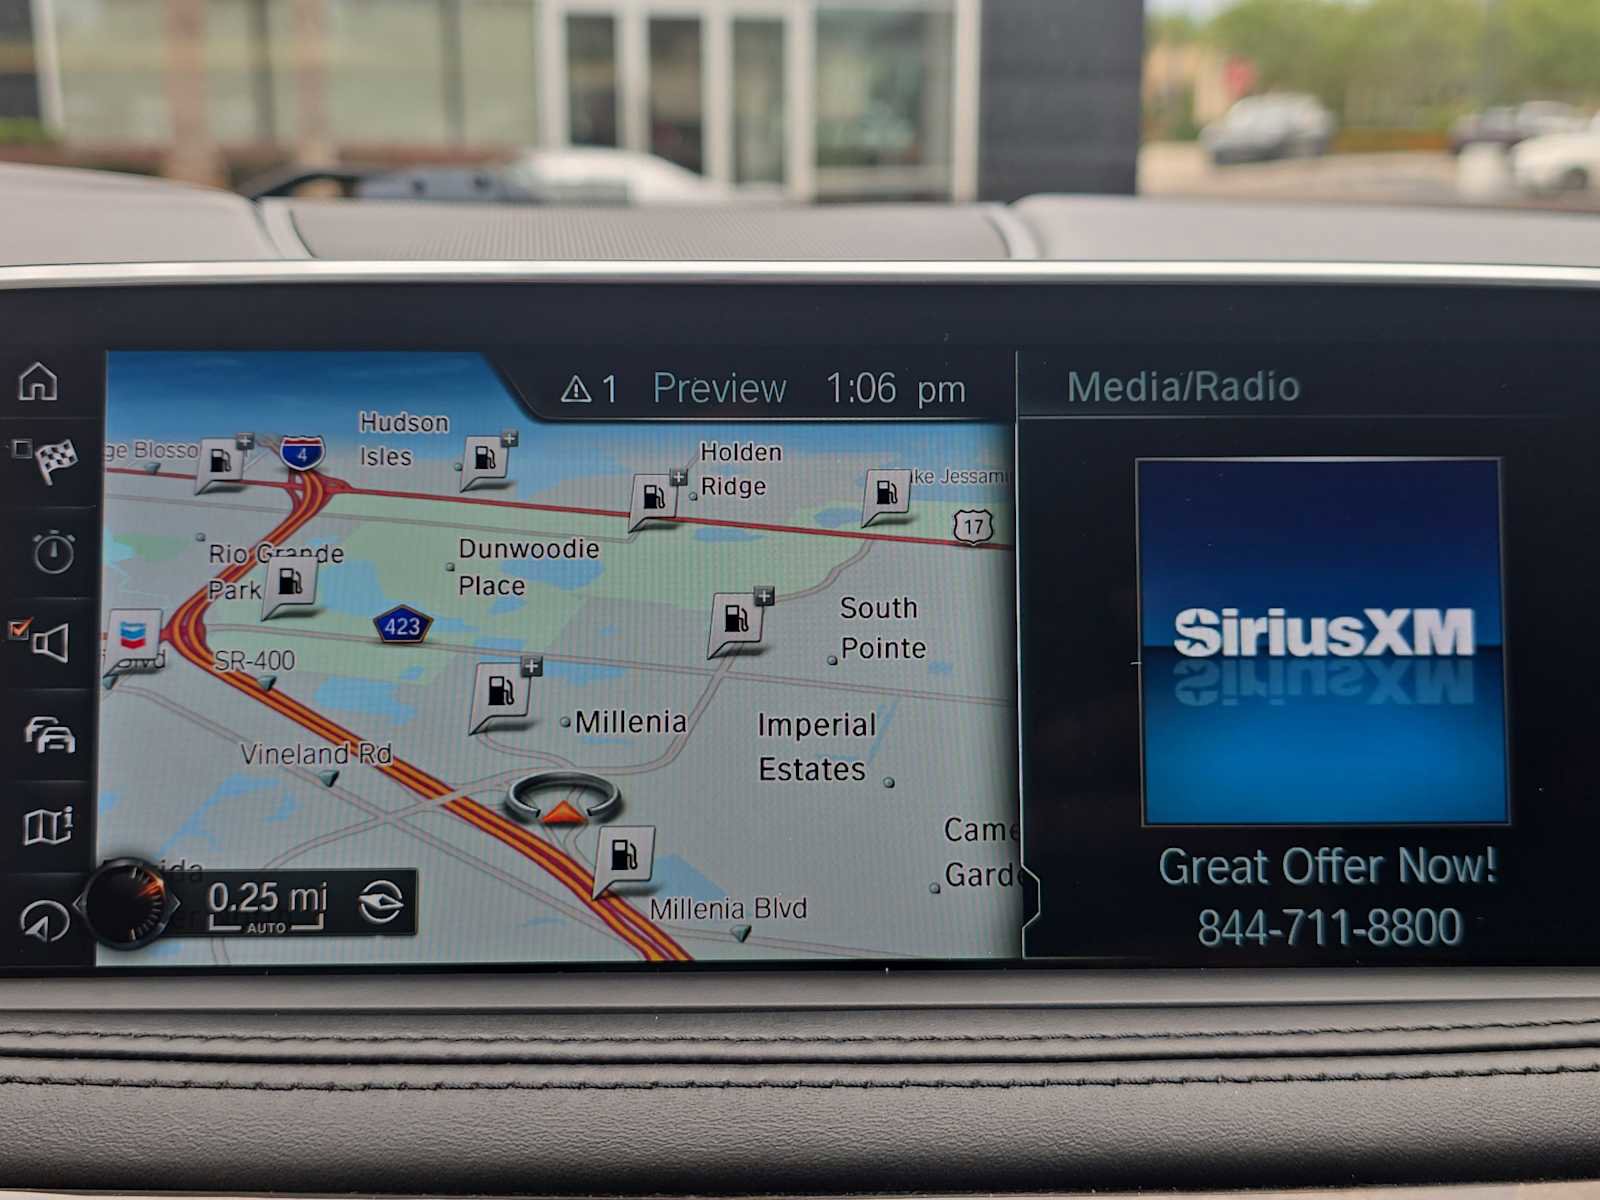 1 Preview 1:06 pm
Media/Radio
Hudson
Isles
4
Holden
Ridge
17
Rio Grande
Park
Dunwoodie
Place
423
South
Pointe
SR-400
Millenia
Imperial
Estates
Vineland Rd
Millenia Blvd
0.25 mi
AUTO
SiriusXM
Great Offer Now!
844-711-8800